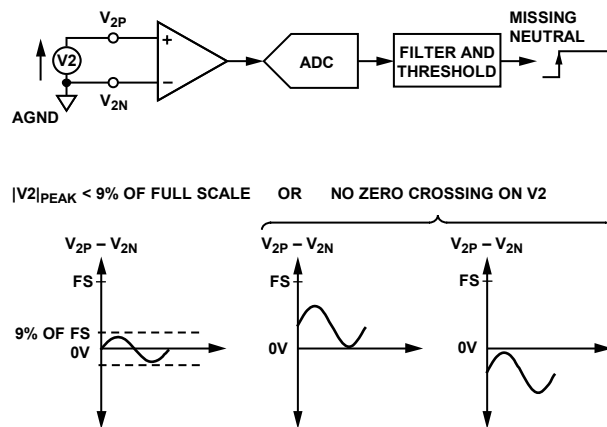 MISSING
NEUTRAL
V2P
V2
+
−
V2N
AGND
ADC
FILTER AND
THRESHOLD
|V2|PEAK < 9% OF FULL SCALE OR NO ZERO CROSSING ON V2
V2P – V2N V2P – V2N V2P – V2N
FS FS FS
9% OF FS
0V 0V 0V